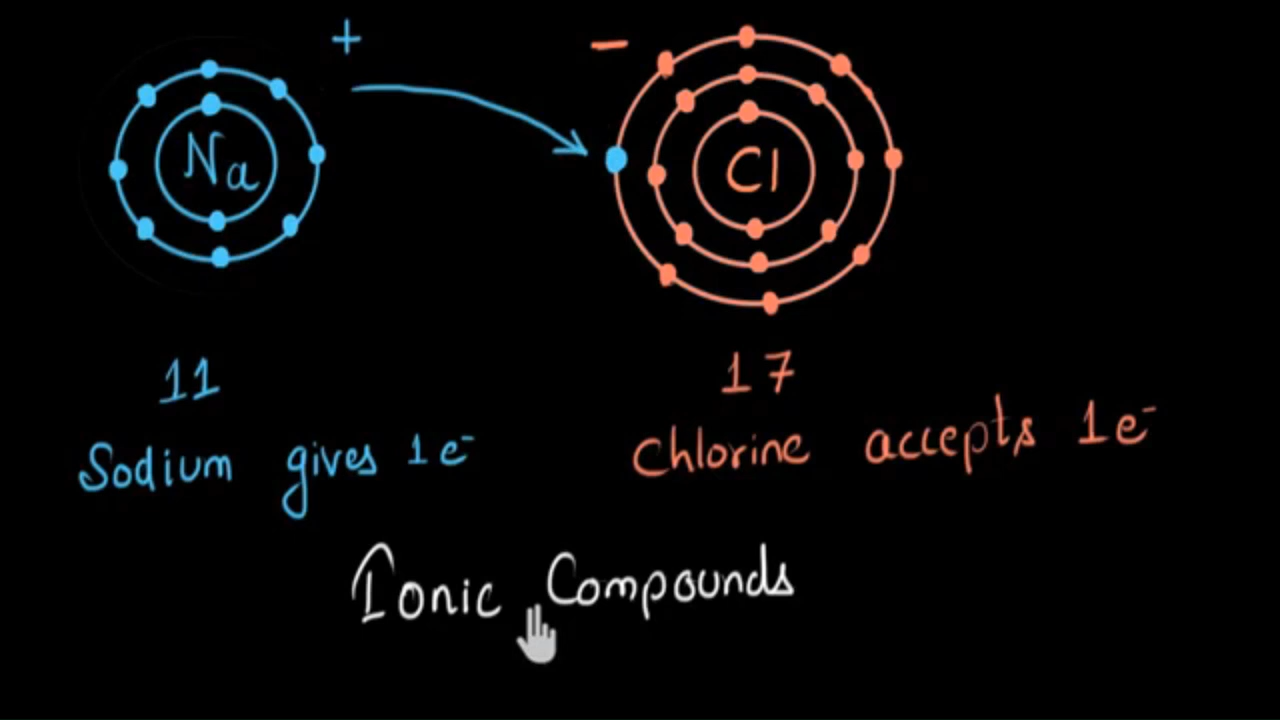 + −
Na Cl
11 17
Sodium gives 1e⁻ Chlorine accepts 1e⁻
Ionic Compounds